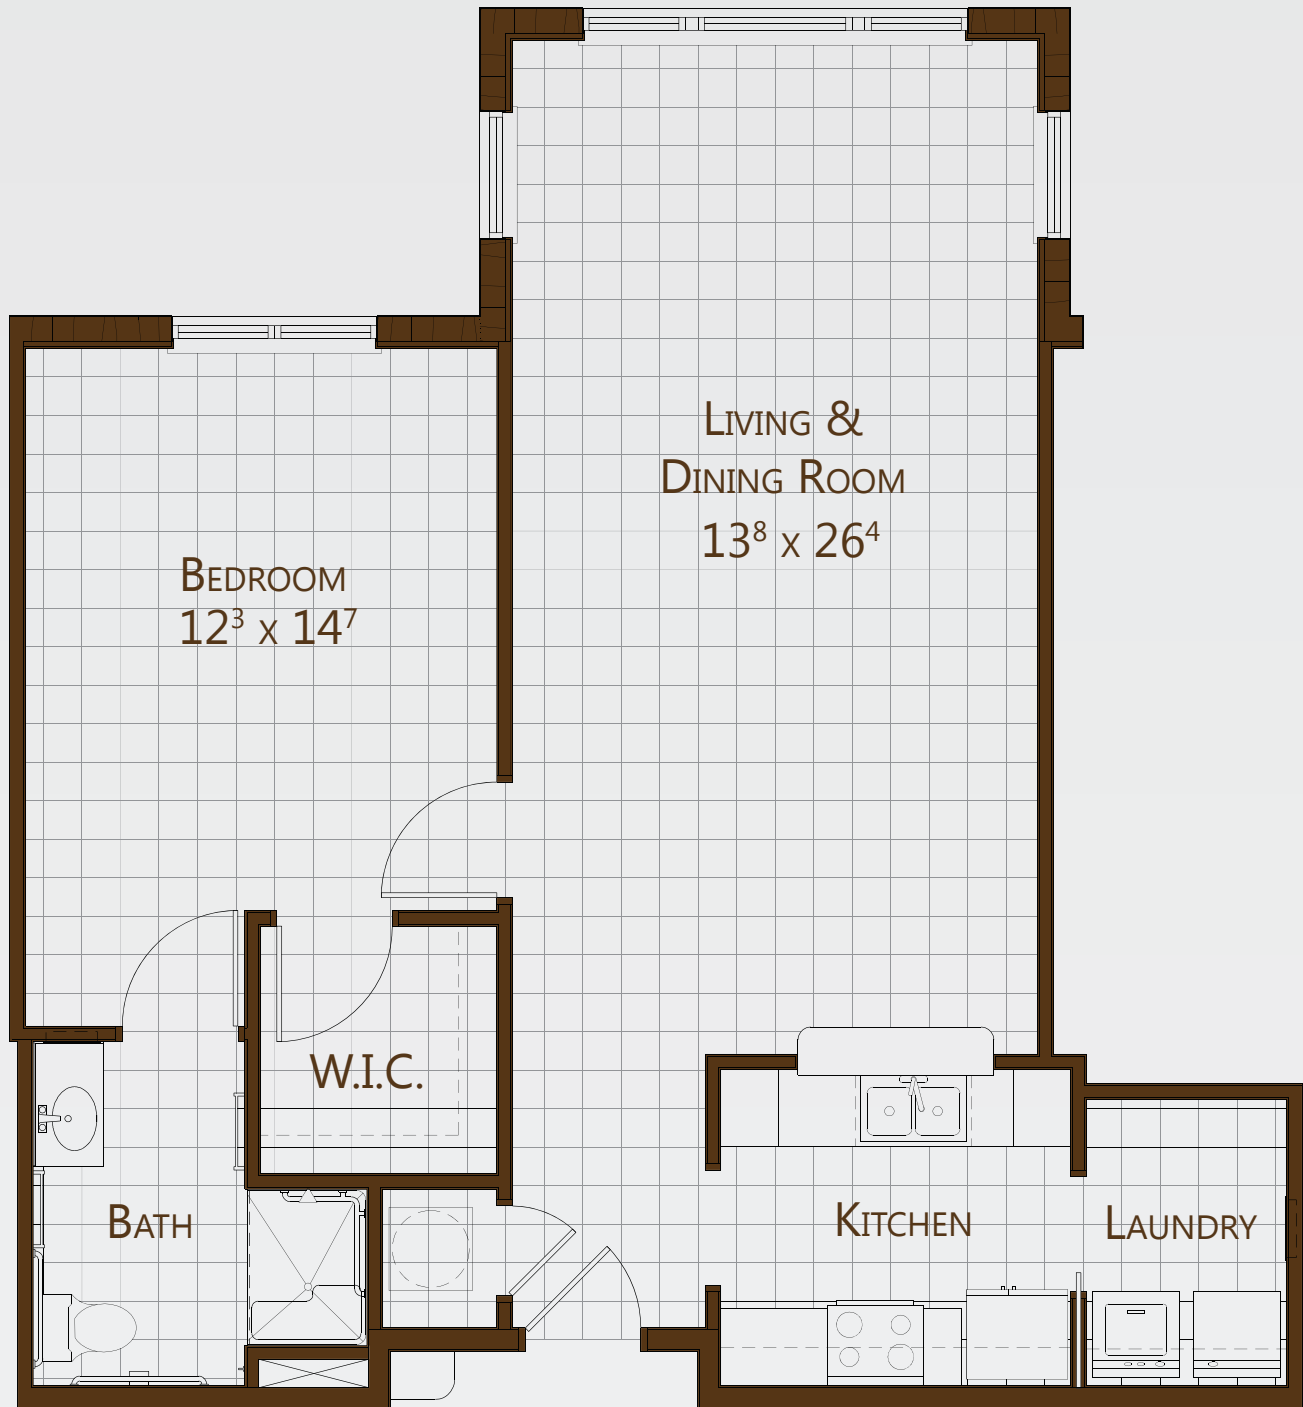 Living &
Dining Room
13⁸ x 26⁴
Bedroom
12³ x 14⁷
W.I.C.
Bath
Kitchen
Laundry